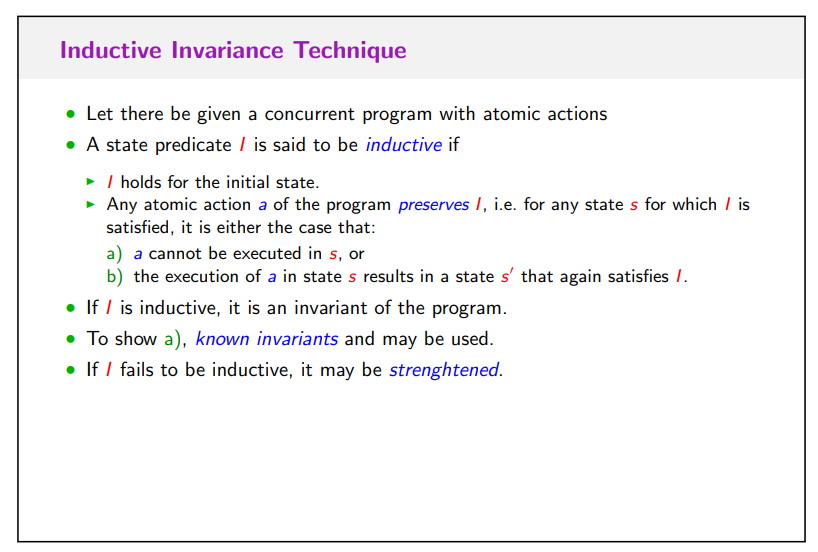 Inductive Invariance Technique
• Let there be given a concurrent program with atomic actions
• A state predicate I is said to be inductive if
▶ I holds for the initial state.
▶ Any atomic action a of the program preserves I, i.e. for any state s for which I is
satisfied, it is either the case that:
a) a cannot be executed in s, or
b) the execution of a in state s results in a state s′ that again satisfies I.
• If I is inductive, it is an invariant of the program.
• To show a), known invariants and may be used.
• If I fails to be inductive, it may be strenghtened.